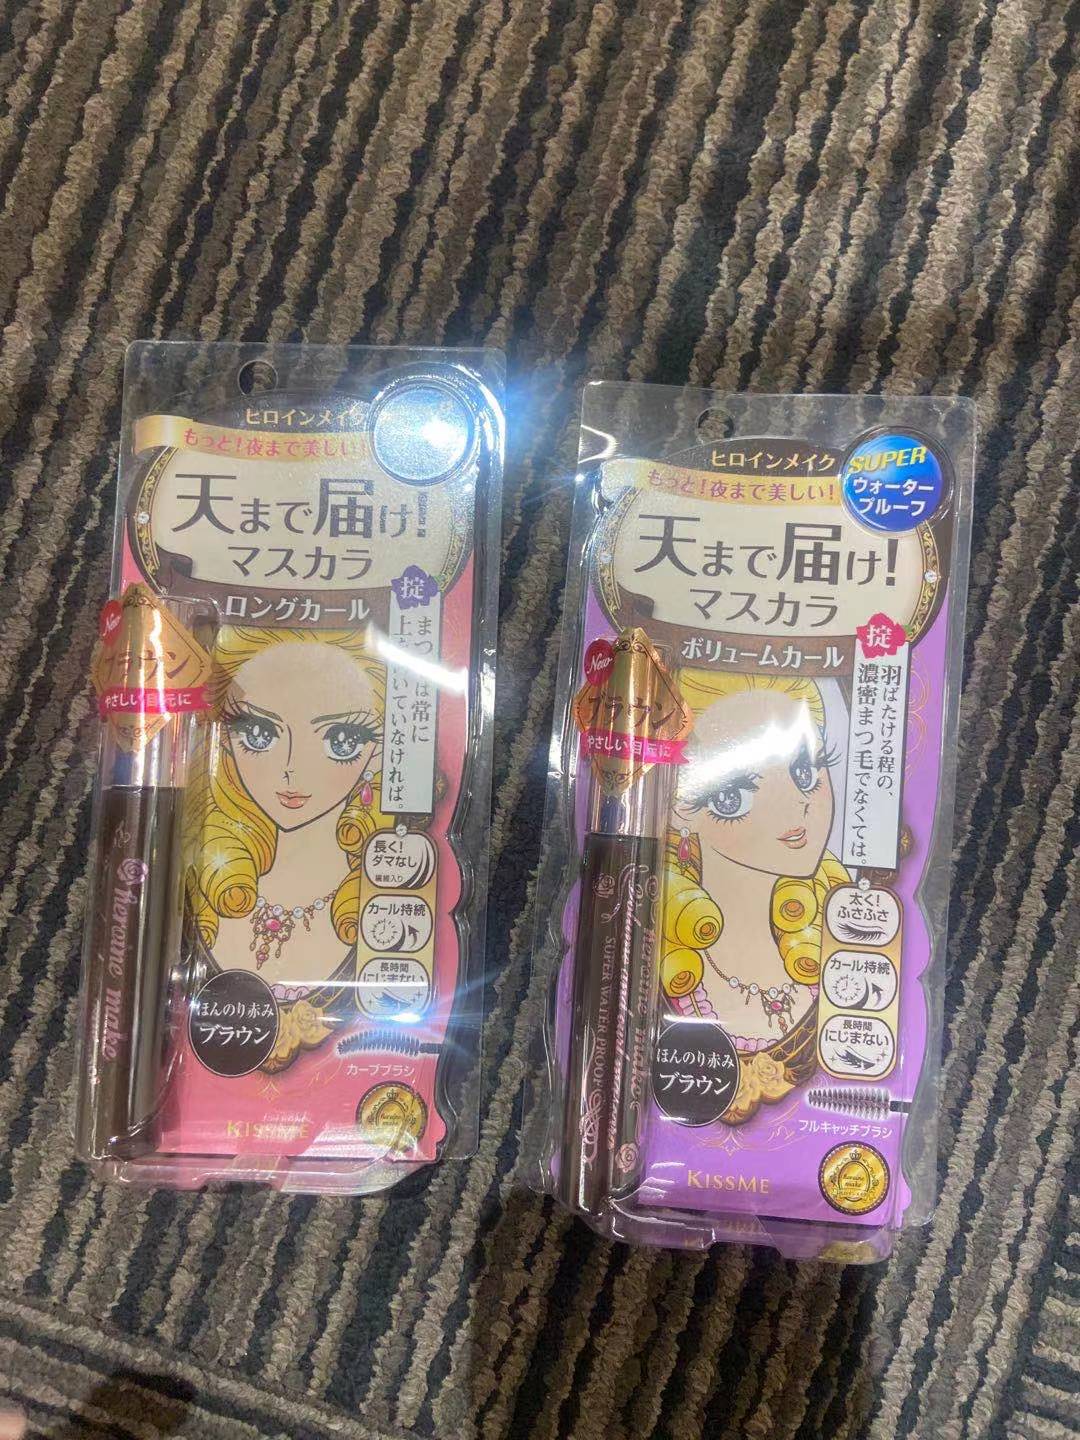 ヒロインメイク
もっと!夜まで美しい!
天まで届け!
マスカラ
ロングカール
掟
まつ
は常に
上を
いていなければ。
New
ブラウン
やさしい目元に
長く!
ダマなし
繊維入り
カール持続
長時間
にじまない
heroine make
ほんのり赤み
ブラウン
カーブブラシ
KISSME
ヒロインメイク
もっと!夜まで美しい!
SUPER
ウォーター
プルーフ
天まで届け!
マスカラ
ボリュームカール
掟
羽ばたける程の、
濃密まつ毛でなくては。
New
ブラウン
やさしい目元に
太く!
ふさふさ
カール持続
長時間
にじまない
heroine make
Volume and curl mascara
SUPER WATERPROOF
ほんのり赤み
ブラウン
フルキャッチブラシ
KISSME
heroine
make